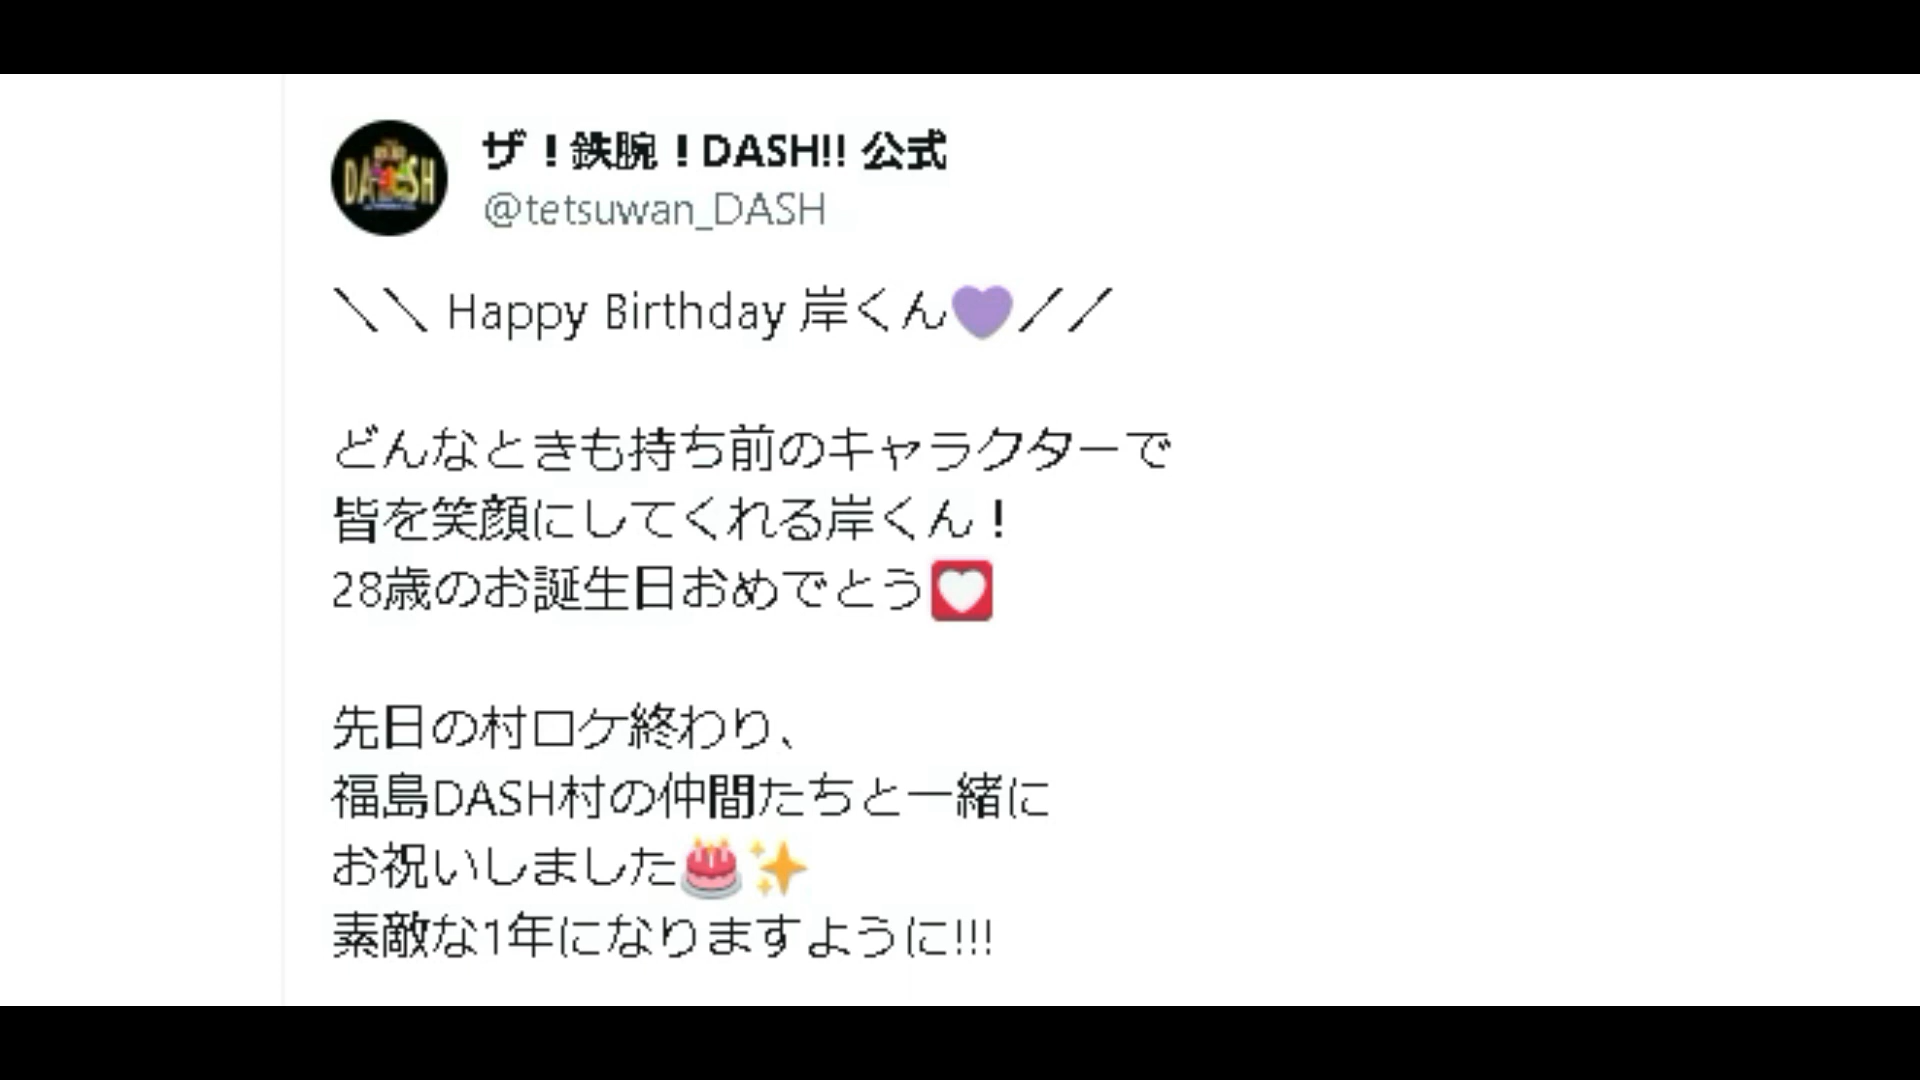 DASH
ザ！鉄腕！DASH!! 公式
@tetsuwan_DASH
＼＼ Happy Birthday 岸くん💜／／
どんなときも持ち前のキャラクターで
皆を笑顔にしてくれる岸くん！
28歳のお誕生日おめでとう💟
先日の村ロケ終わり、
福島DASH村の仲間たちと一緒に
お祝いしました🎂✨
素敵な1年になりますように!!!